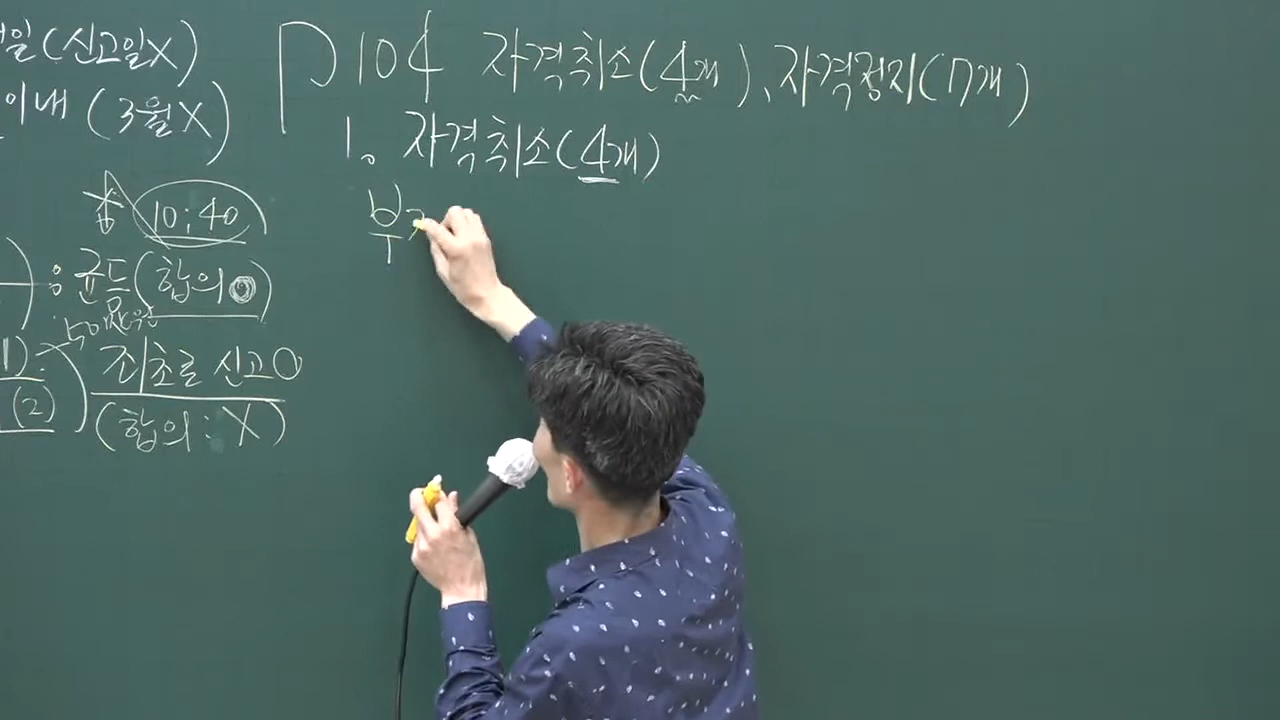 일(신고일X)
이내(3월X)
10:40
균등(합의◎)
최초로 신고O
(2)
(합의:X)
P104 자격취소(4개), 자격정지(7개)
1. 자격취소(4개)
부